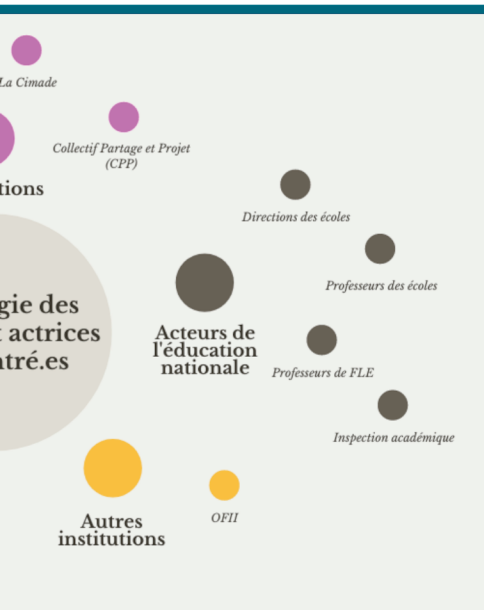 La Cimade
Collectif Partage et Projet
(CPP)
tions
Directions des écoles
Professeurs des écoles
gie des
t actrices
ntré.es
Acteurs de
l'éducation
nationale
Professeurs de FLE
Inspection académique
Autres
institutions
OFII